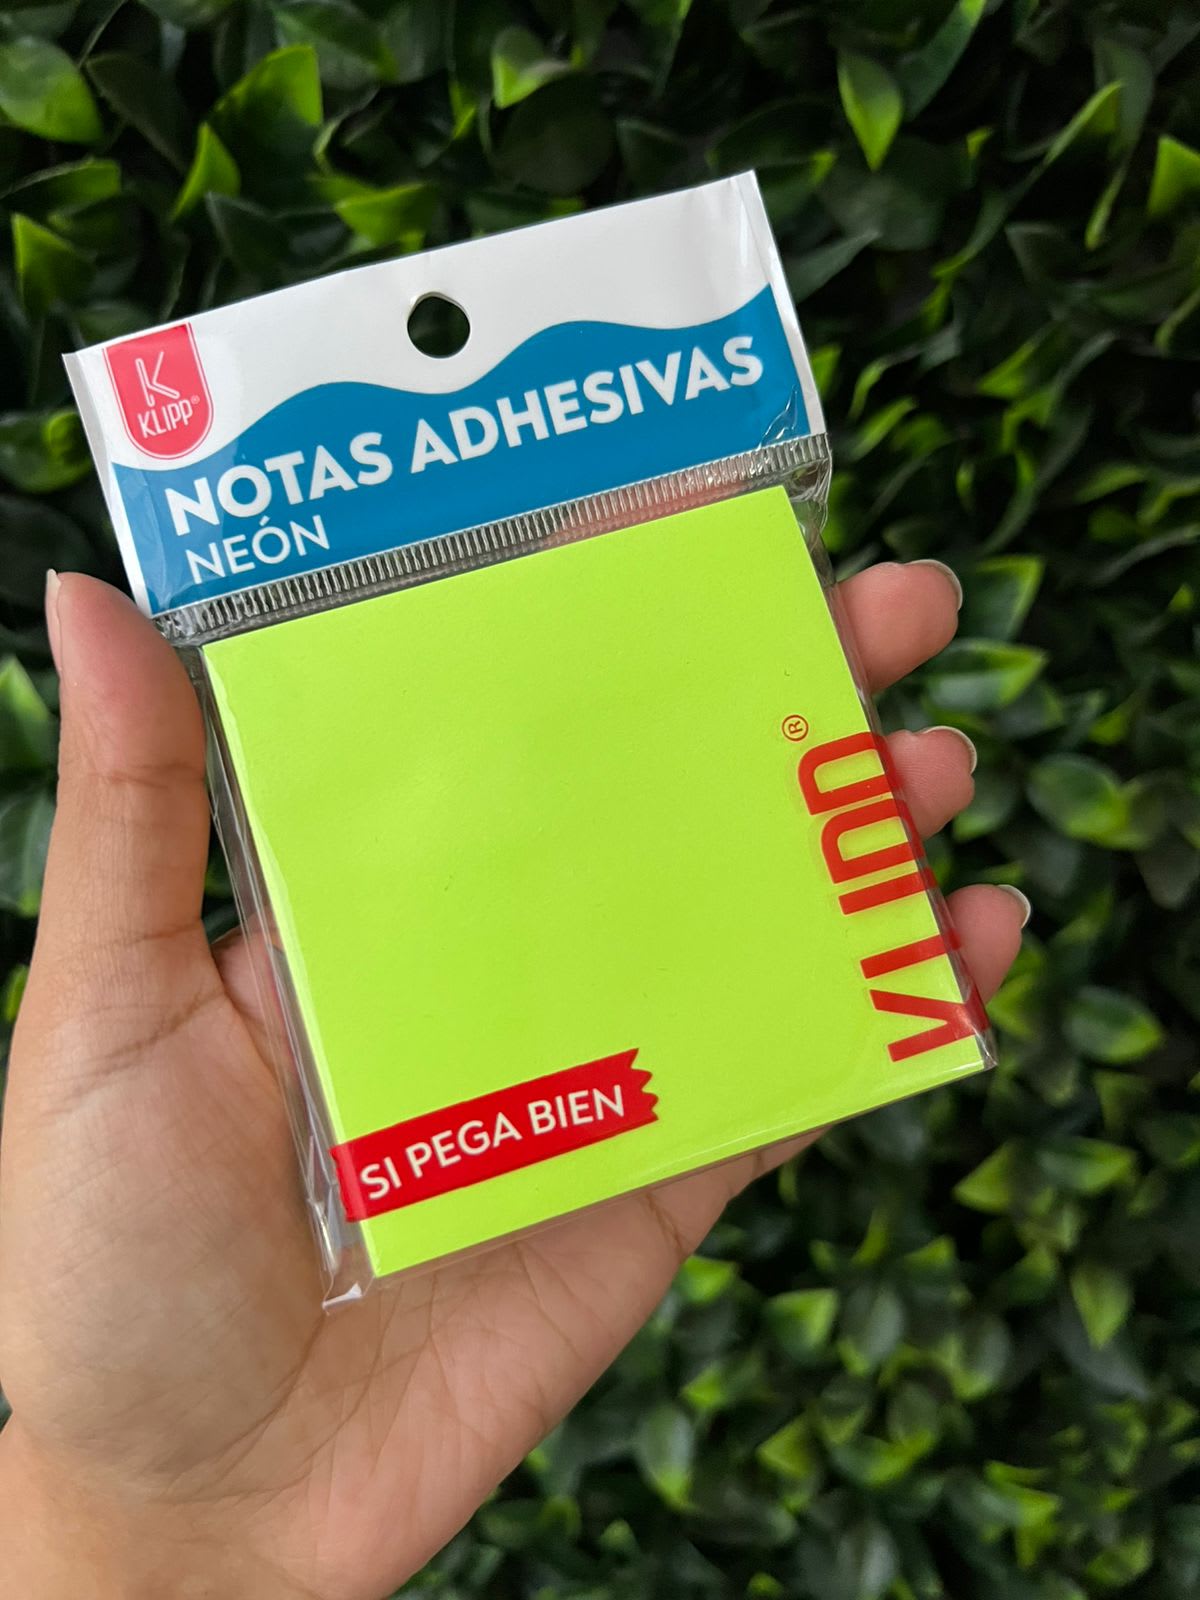 K
KLIPP®
NOTAS ADHESIVAS
NEÓN
KLIPP®
SI PEGA BIEN